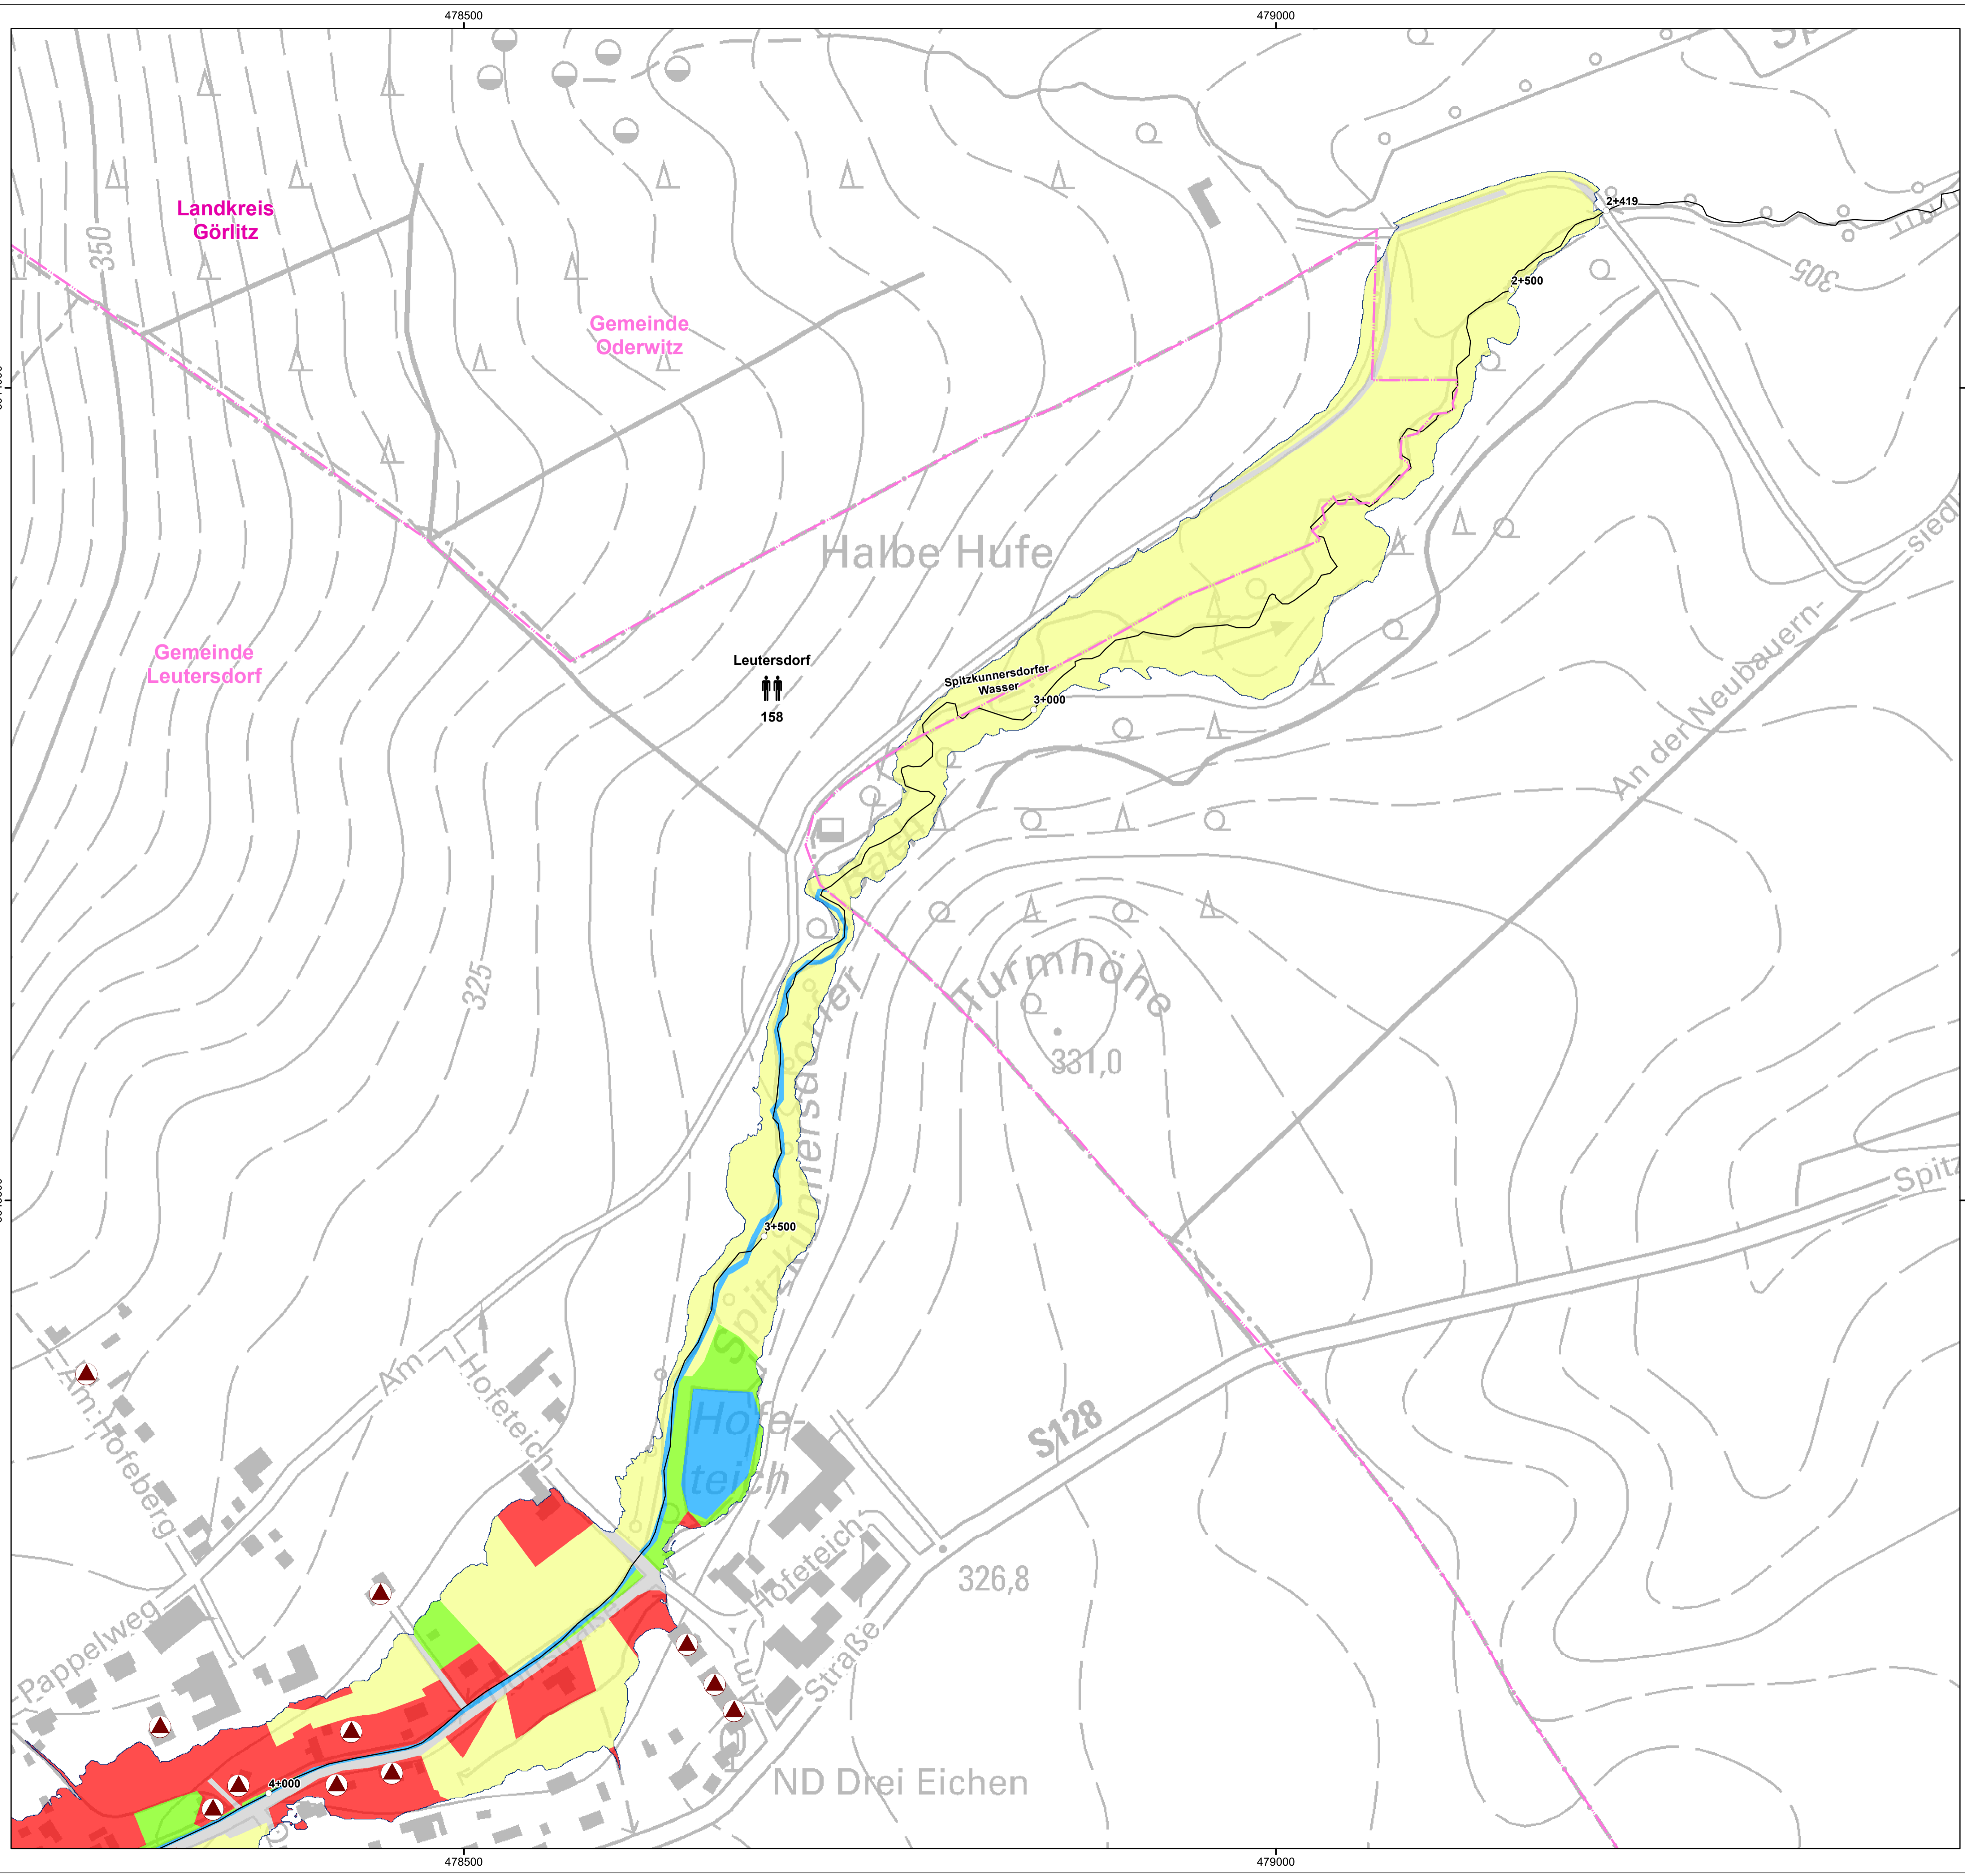 478500
479000
2+419
Landkreis
Görlitz
350
2+500
305
Gemeinde
Oderwitz
Halbe Hufe
siedl
Gemeinde
Leutersdorf
Leutersdorf
158
Spitzkunnersdorfer
Wasser
3+000
An der Neubauern-
325
Turmhöhe
331,0
Spitzkunnersdorfer
Spitz
3+500
Am
Hofeteich
Am Hofeberg
Hofe-
teich
S128
326,8
Hofeteich
Am
Straße
Pappelweg
4+000
ND Drei Eichen
478500
479000